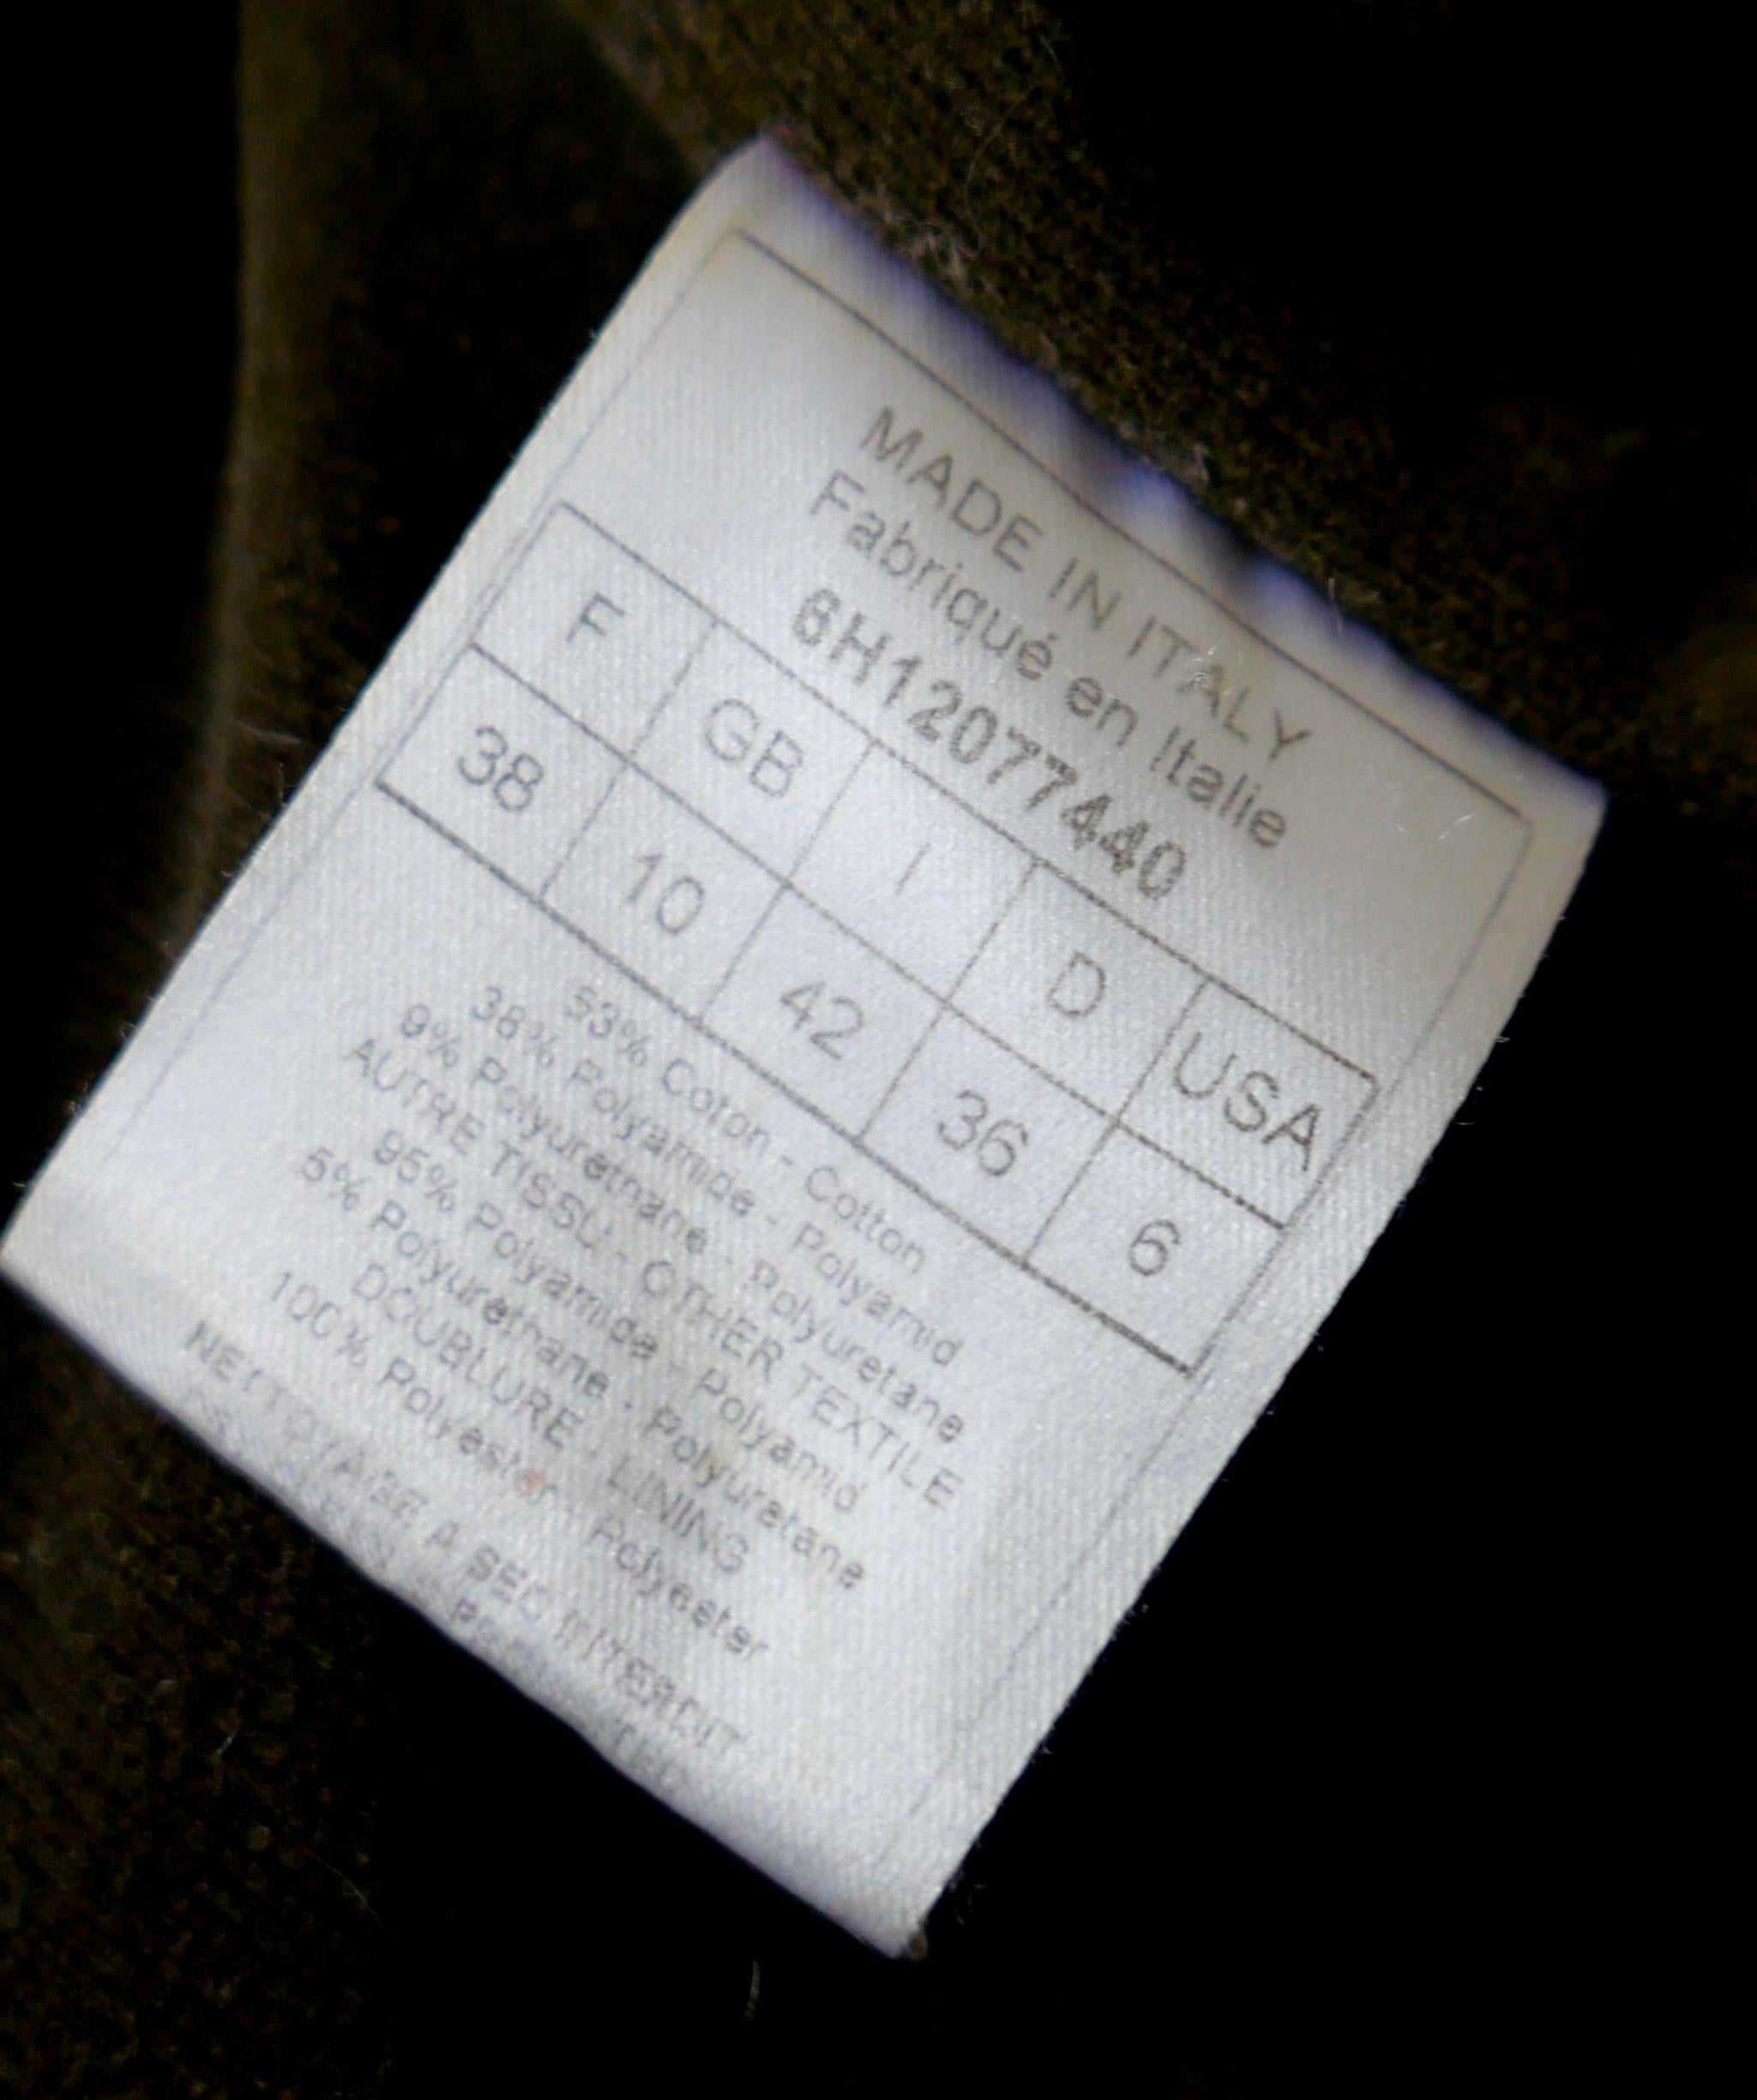 MADE IN ITALY
Fabriqué en Italie
6H12077440
F GB I D USA
38 10 42 36 6
53% Coton - Cotton
38% Polyamide - Polyamid
9% Polyurethane - Polyuretane
AUTRE TISSU - OTHER TEXTILE
95% Polyamide - Polyamid
5% Polyurethane - Polyuretane
DOUBLURE - LINING
100% Polyester - Polyester
NETTOYAGE A SEC INTERDIT